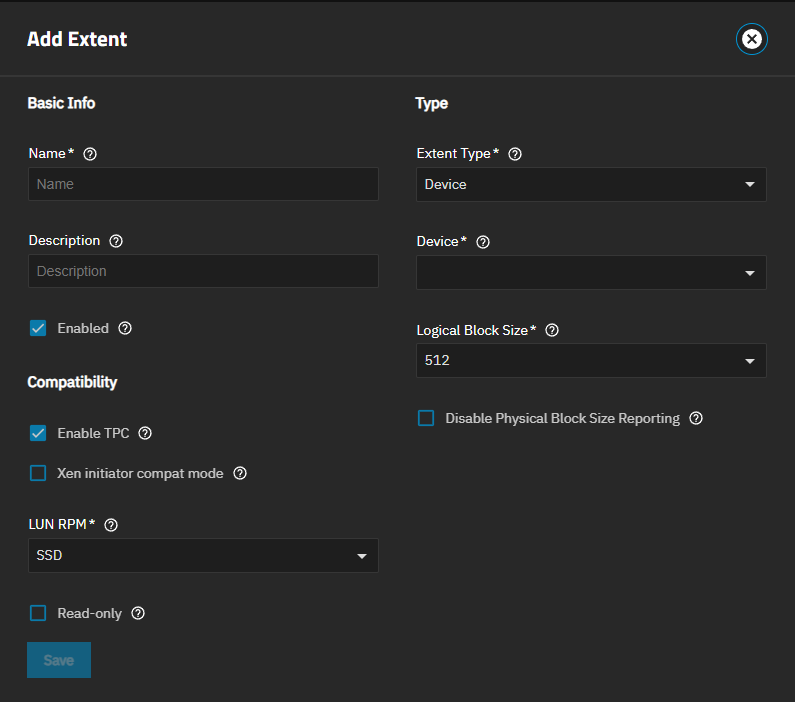 Add Extent
Basic Info
Name*
Name
Description
Description
Enabled
Compatibility
Enable TPC
Xen initiator compat mode
LUN RPM*
SSD
Read-only
Save
Type
Extent Type*
Device
Device*
Logical Block Size*
512
Disable Physical Block Size Reporting